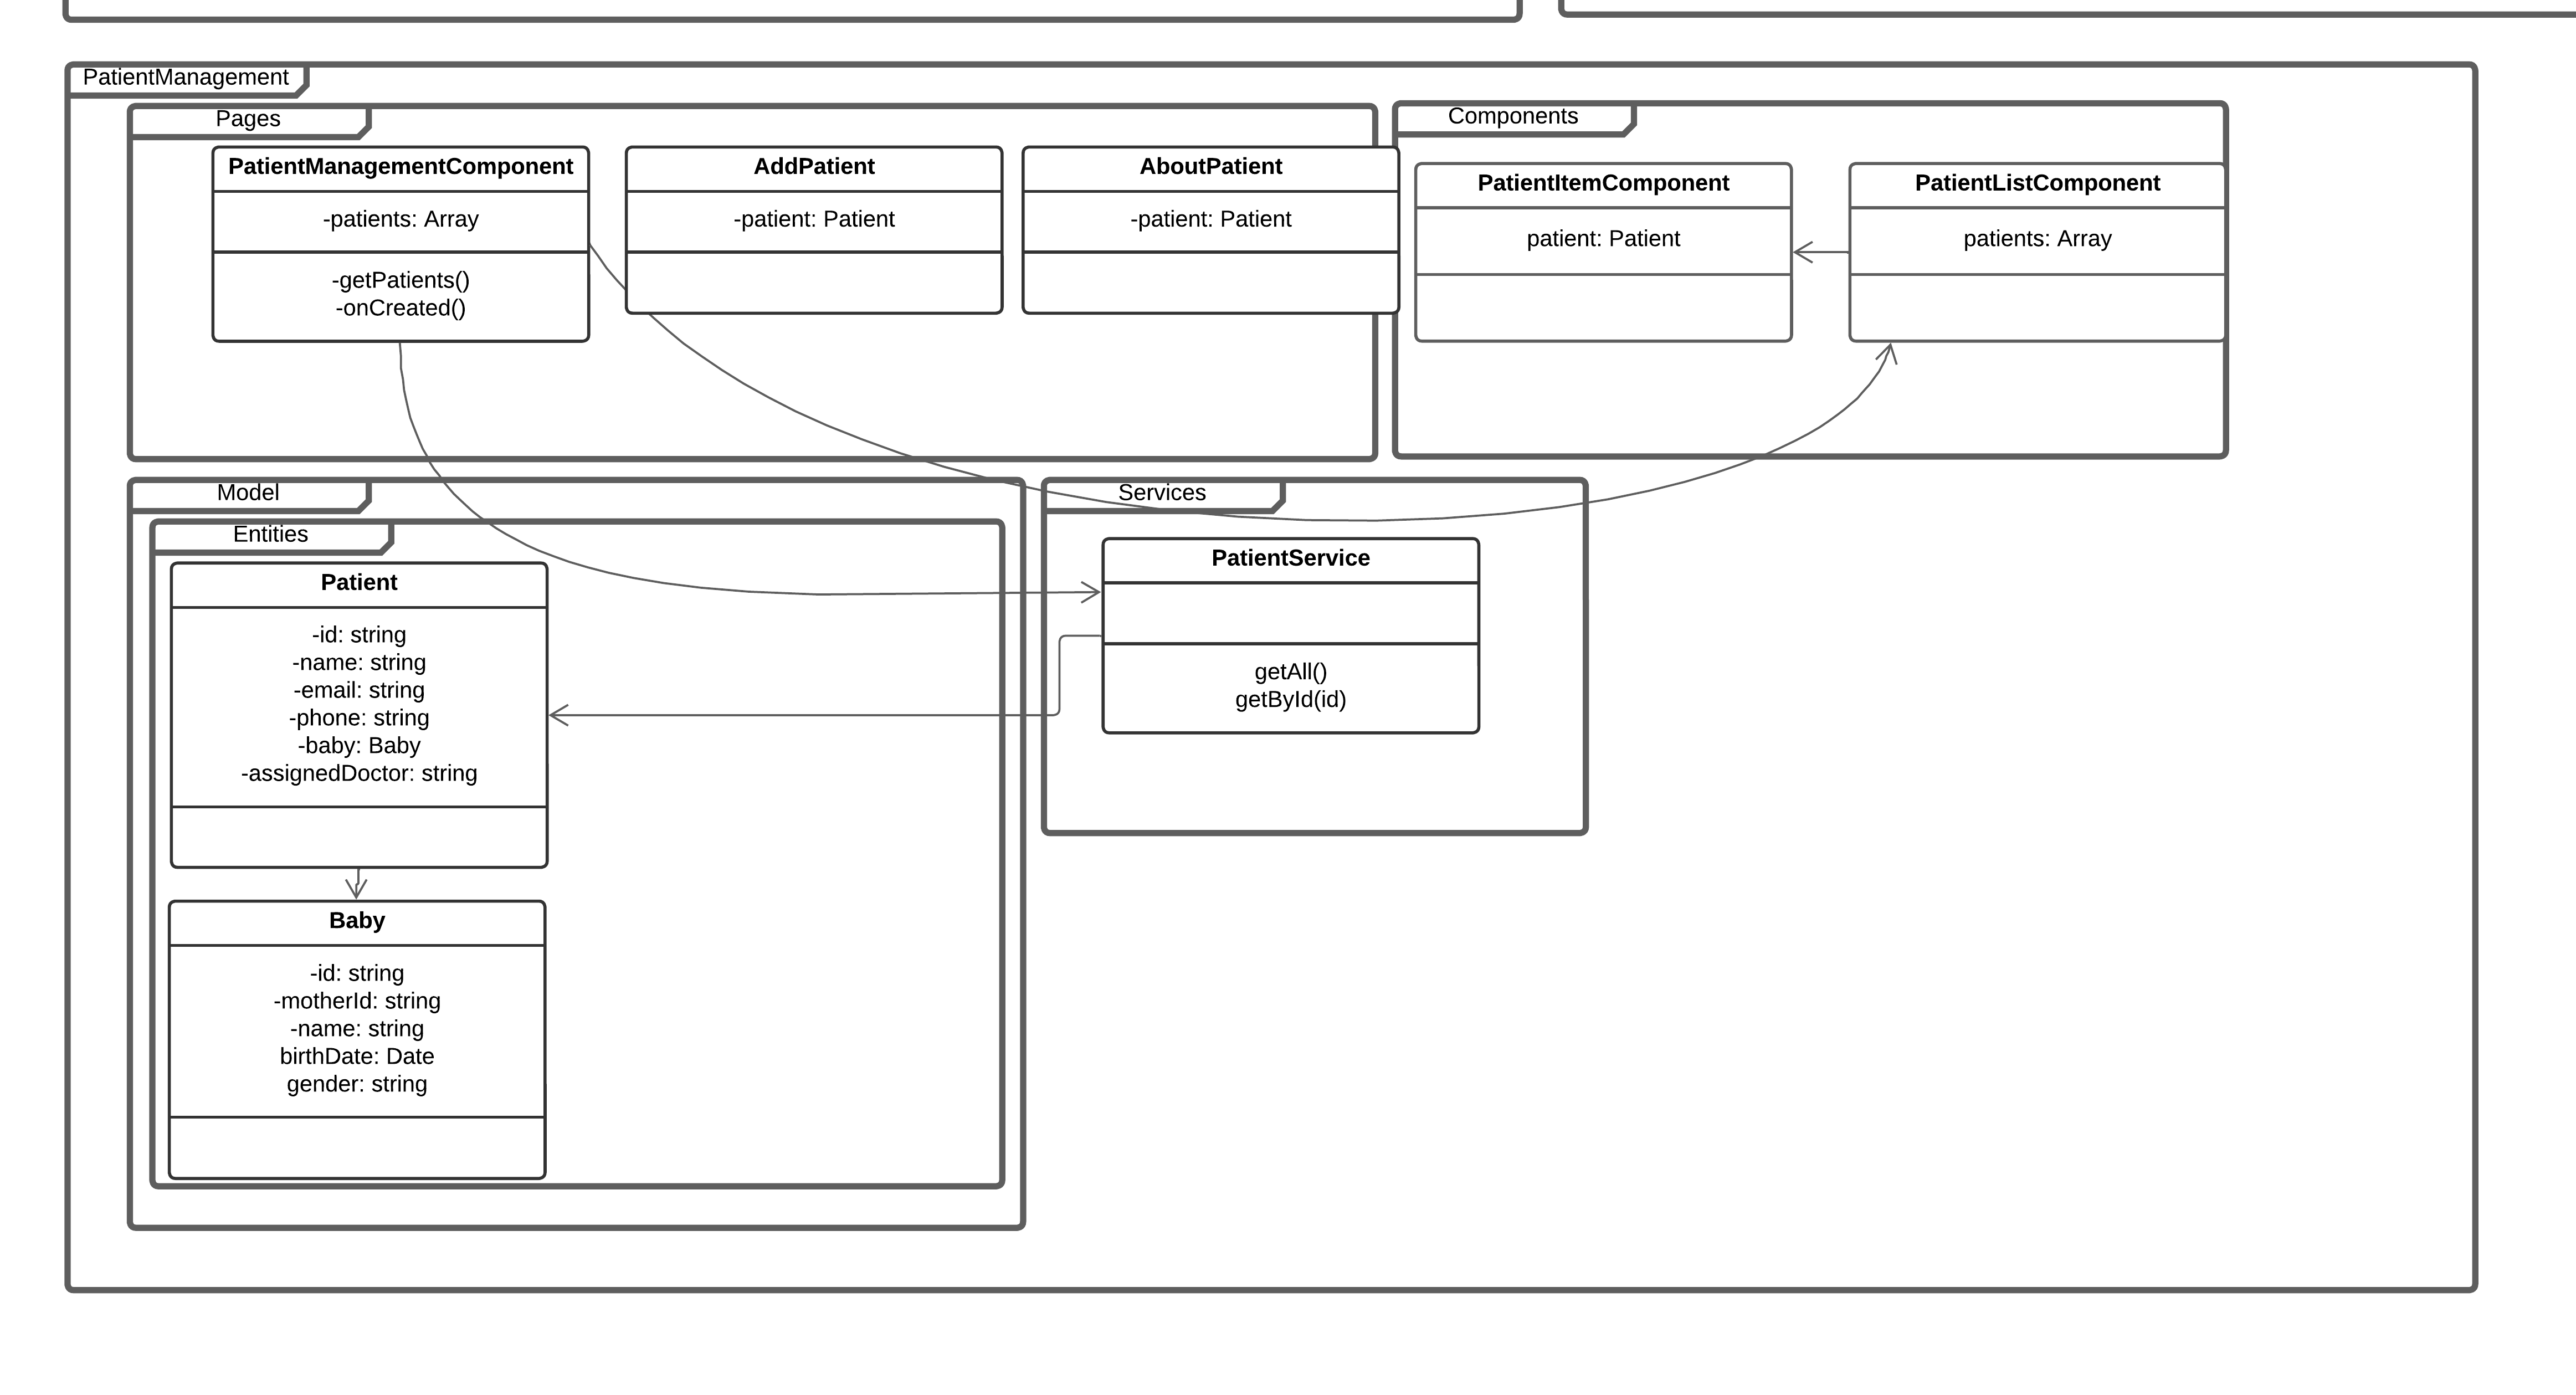 PatientManagement
Pages
PatientManagementComponent
-patients: Array
-getPatients()
-onCreated()
AddPatient
-patient: Patient
AboutPatient
-patient: Patient
Components
PatientItemComponent
patient: Patient
PatientListComponent
patients: Array
Model
Entities
Patient
-id: string
-name: string
-email: string
-phone: string
-baby: Baby
-assignedDoctor: string
Baby
-id: string
-motherId: string
-name: string
birthDate: Date
gender: string
Services
PatientService
getAll()
getById(id)